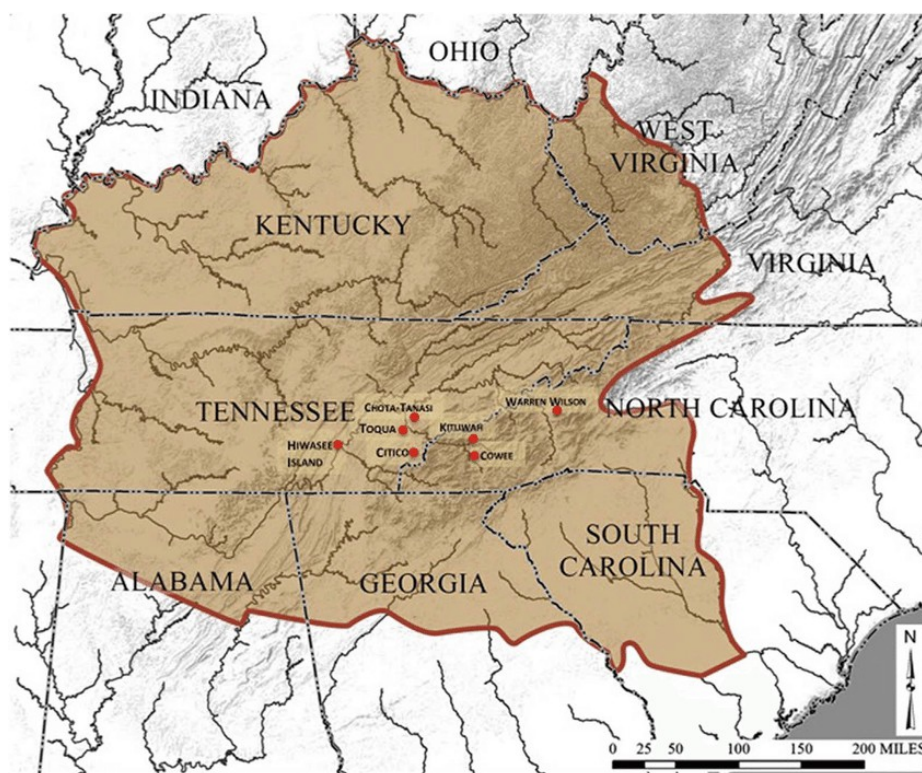 OHIO
INDIANA
WEST
VIRGINIA
KENTUCKY
VIRGINIA
WARREN WILSON
CHOTA-TANASI
TENNESSEE
NORTH CAROLINA
TOQUA
KITUWAH
HIWASEE
ISLAND
CITICO
COWEE
SOUTH
CAROLINA
ALABAMA
GEORGIA
N
0 25 50 100 150 200 MILES